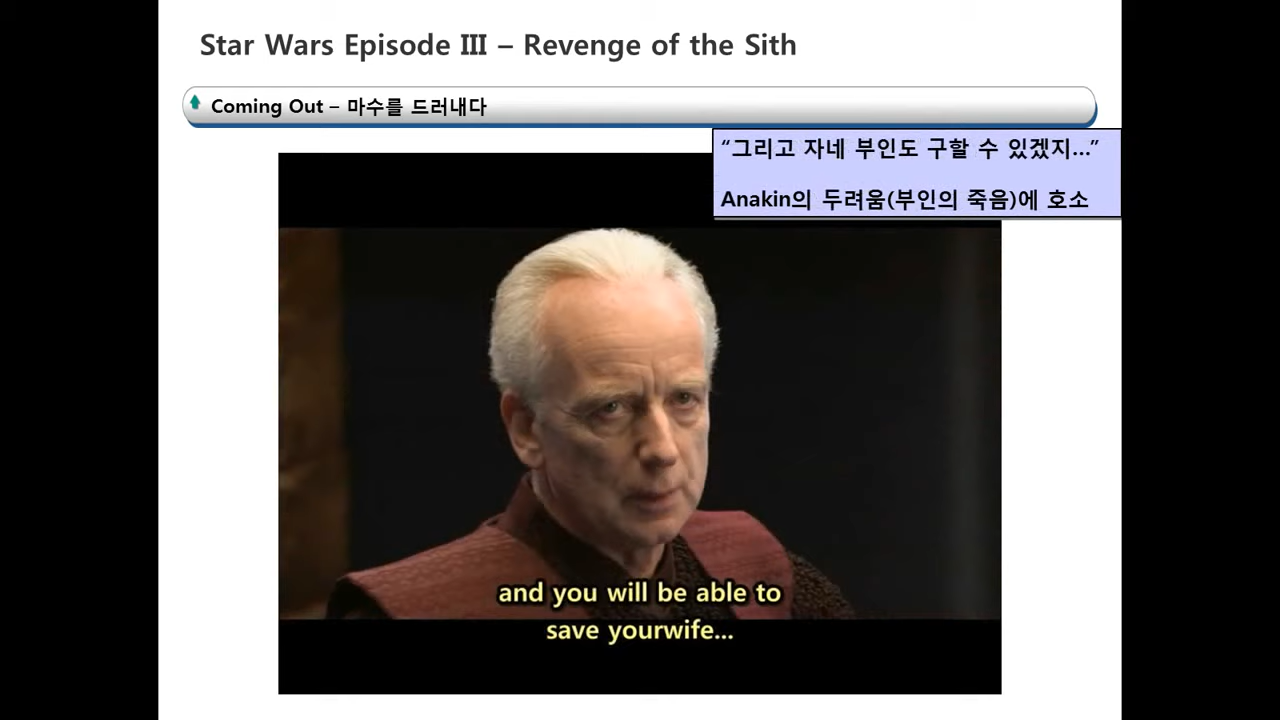 Star Wars Episode III – Revenge of the Sith
Coming Out – 마수를 드러내다
“그리고 자네 부인도 구할 수 있겠지...”
Anakin의 두려움(부인의 죽음)에 호소
and you will be able to
save yourwife...